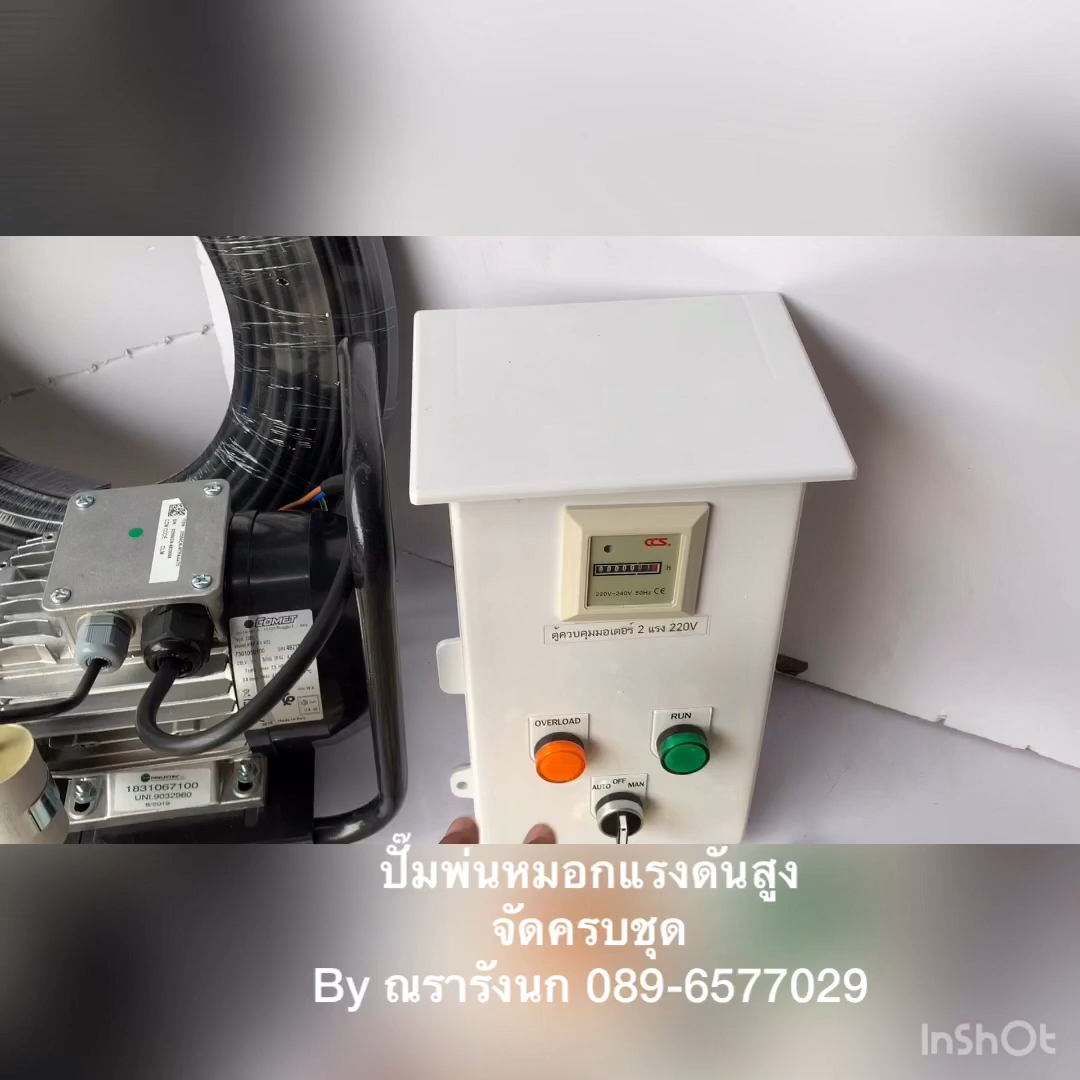 CCS
h
220V-240V 50Hz CE
ตู้ควบคุมมอเตอร์ 2 แรง 220V
COMET
OVERLOAD
RUN
AUTO OFF MAN
1831067100
UNI.9032960
ปั๊มพ่นหมอกแรงดันสูง
จัดครบชุด
By ณรารังนก 089-6577029
InShOt